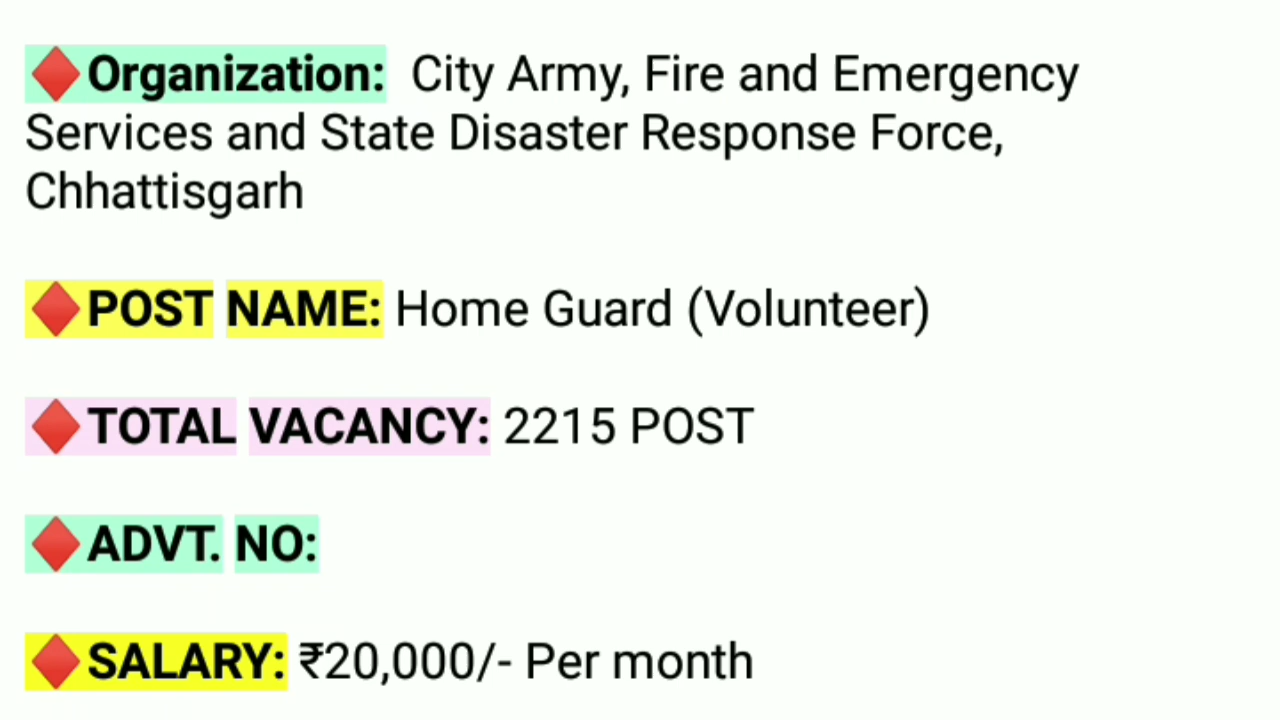 ♦️Organization: City Army, Fire and Emergency
Services and State Disaster Response Force,
Chhattisgarh
♦️POST NAME: Home Guard (Volunteer)
♦️TOTAL VACANCY: 2215 POST
♦️ADVT. NO:
♦️SALARY: ₹20,000/- Per month